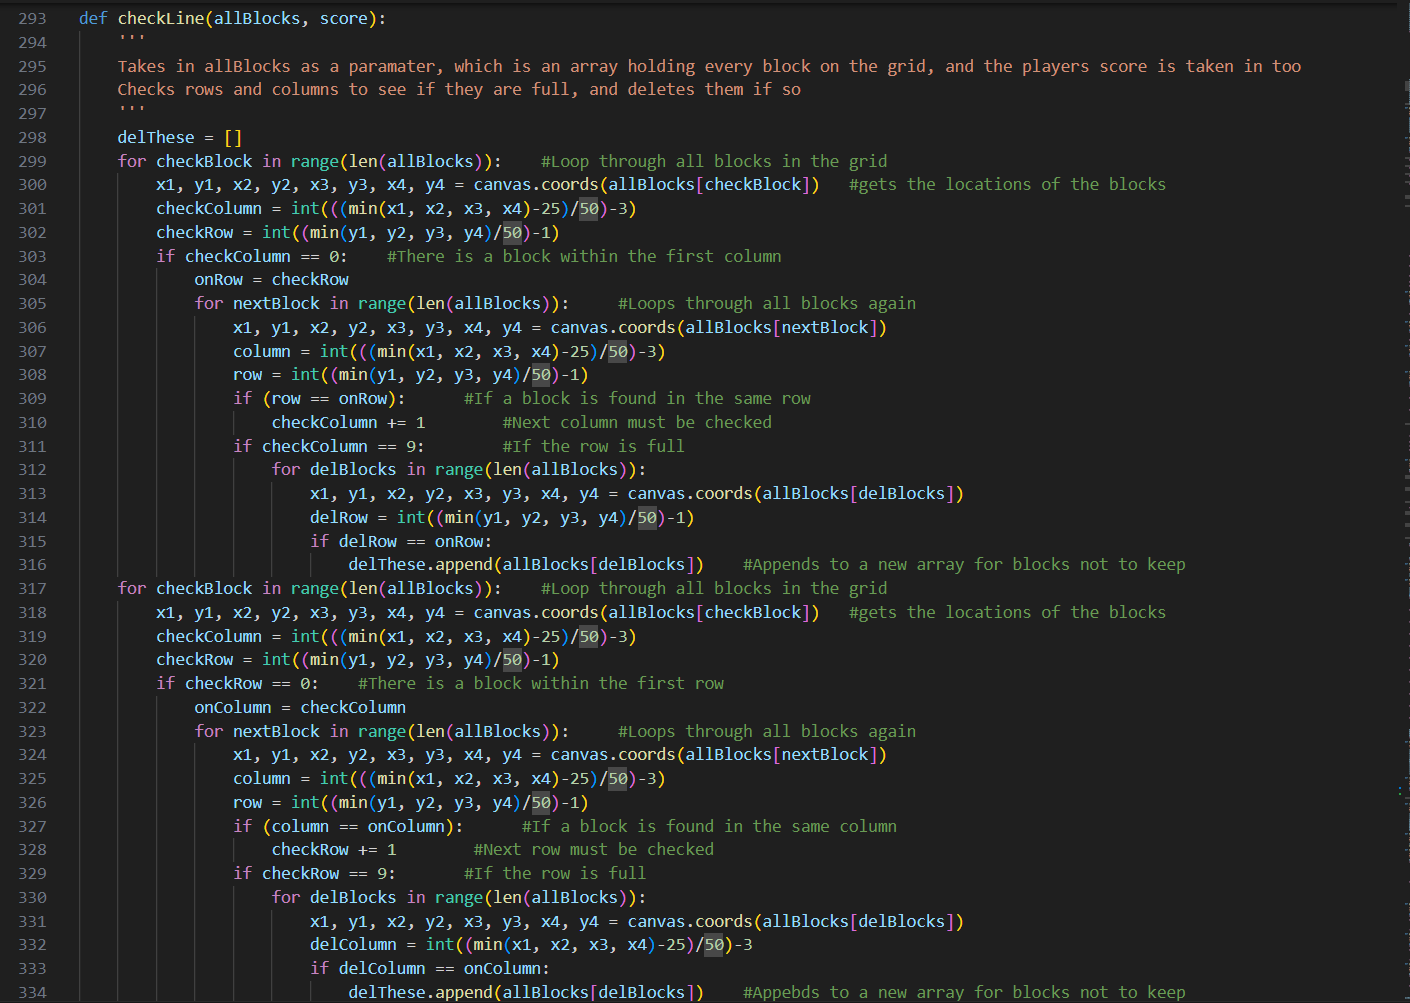 293 def checkLine(allBlocks, score):
294 '''
295 Takes in allBlocks as a paramater, which is an array holding every block on the grid, and the players score is taken in too
296 Checks rows and columns to see if they are full, and deletes them if so
297 '''
298 delThese = []
299 for checkBlock in range(len(allBlocks)): #Loop through all blocks in the grid
300 x1, y1, x2, y2, x3, y3, x4, y4 = canvas.coords(allBlocks[checkBlock]) #gets the locations of the blocks
301 checkColumn = int(((min(x1, x2, x3, x4)-25)/50)-3)
302 checkRow = int((min(y1, y2, y3, y4)/50)-1)
303 if checkColumn == 0: #There is a block within the first column
304 onRow = checkRow
305 for nextBlock in range(len(allBlocks)): #Loops through all blocks again
306 x1, y1, x2, y2, x3, y3, x4, y4 = canvas.coords(allBlocks[nextBlock])
307 column = int(((min(x1, x2, x3, x4)-25)/50)-3)
308 row = int((min(y1, y2, y3, y4)/50)-1)
309 if (row == onRow): #If a block is found in the same row
310 checkColumn += 1 #Next column must be checked
311 if checkColumn == 9: #If the row is full
312 for delBlocks in range(len(allBlocks)):
313 x1, y1, x2, y2, x3, y3, x4, y4 = canvas.coords(allBlocks[delBlocks])
314 delRow = int((min(y1, y2, y3, y4)/50)-1)
315 if delRow == onRow:
316 delThese.append(allBlocks[delBlocks]) #Appends to a new array for blocks not to keep
317 for checkBlock in range(len(allBlocks)): #Loop through all blocks in the grid
318 x1, y1, x2, y2, x3, y3, x4, y4 = canvas.coords(allBlocks[checkBlock]) #gets the locations of the blocks
319 checkColumn = int(((min(x1, x2, x3, x4)-25)/50)-3)
320 checkRow = int((min(y1, y2, y3, y4)/50)-1)
321 if checkRow == 0: #There is a block within the first row
322 onColumn = checkColumn
323 for nextBlock in range(len(allBlocks)): #Loops through all blocks again
324 x1, y1, x2, y2, x3, y3, x4, y4 = canvas.coords(allBlocks[nextBlock])
325 column = int(((min(x1, x2, x3, x4)-25)/50)-3)
326 row = int((min(y1, y2, y3, y4)/50)-1)
327 if (column == onColumn): #If a block is found in the same column
328 checkRow += 1 #Next row must be checked
329 if checkRow == 9: #If the row is full
330 for delBlocks in range(len(allBlocks)):
331 x1, y1, x2, y2, x3, y3, x4, y4 = canvas.coords(allBlocks[delBlocks])
332 delColumn = int((min(x1, x2, x3, x4)-25)/50)-3
333 if delColumn == onColumn:
334 delThese.append(allBlocks[delBlocks]) #Appebds to a new array for blocks not to keep